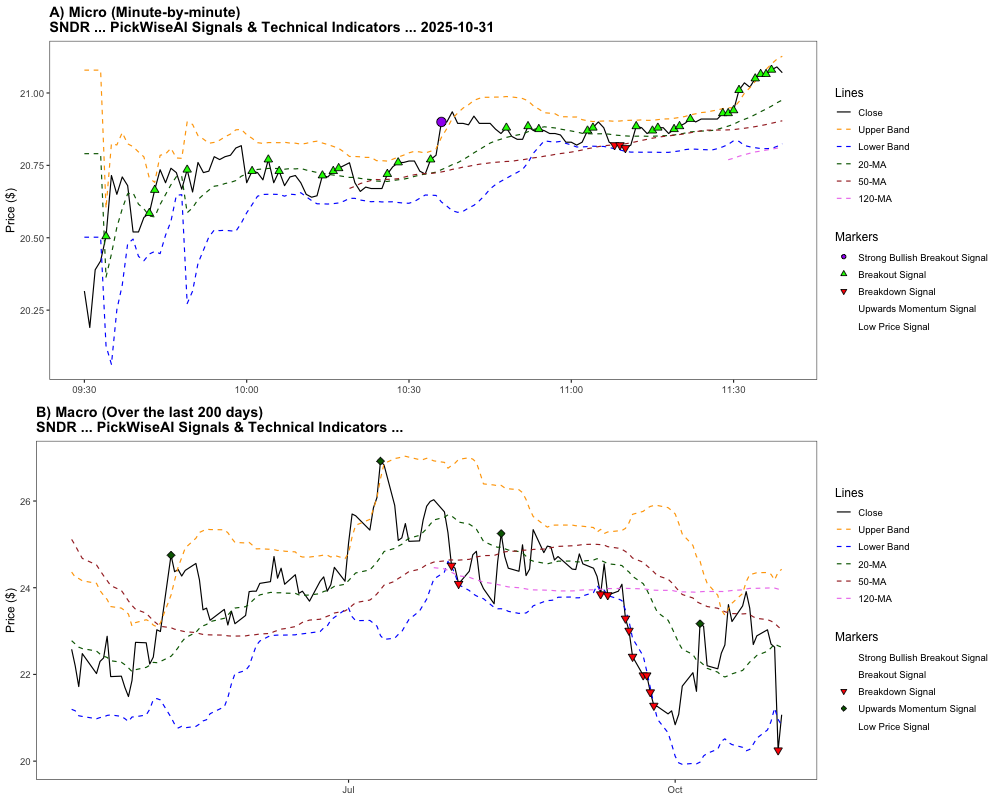 A) Micro (Minute-by-minute)
SNDR ... PickWiseAI Signals & Technical Indicators ... 2025-10-31
Price ($)
21.00
20.75
20.50
20.25
09:30
10:00
10:30
11:00
11:30
Lines
Close
Upper Band
Lower Band
20-MA
50-MA
120-MA
Markers
Strong Bullish Breakout Signal
Breakout Signal
Breakdown Signal
Upwards Momentum Signal
Low Price Signal
B) Macro (Over the last 200 days)
SNDR ... PickWiseAI Signals & Technical Indicators ...
Price ($)
26
24
22
20
Jul
Oct
Lines
Close
Upper Band
Lower Band
20-MA
50-MA
120-MA
Markers
Strong Bullish Breakout Signal
Breakout Signal
Breakdown Signal
Upwards Momentum Signal
Low Price Signal